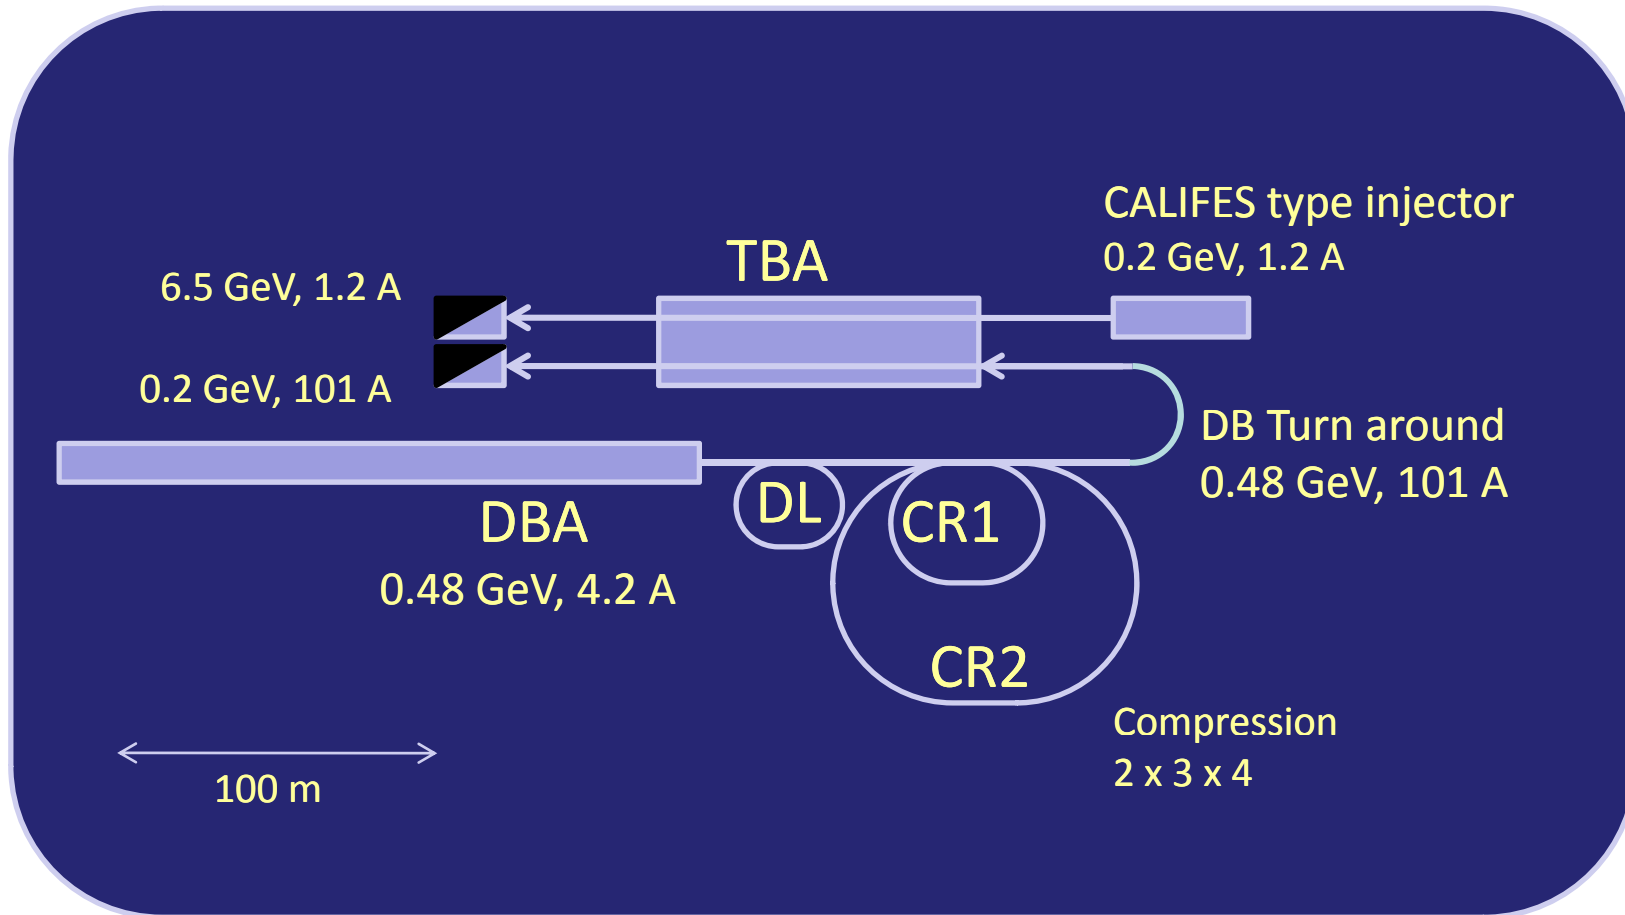 CALIFES type injector
0.2 GeV, 1.2 A
TBA
6.5 GeV, 1.2 A
0.2 GeV, 101 A
DB Turn around
0.48 GeV, 101 A
DL
CR1
DBA
0.48 GeV, 4.2 A
CR2
Compression
2 x 3 x 4
100 m